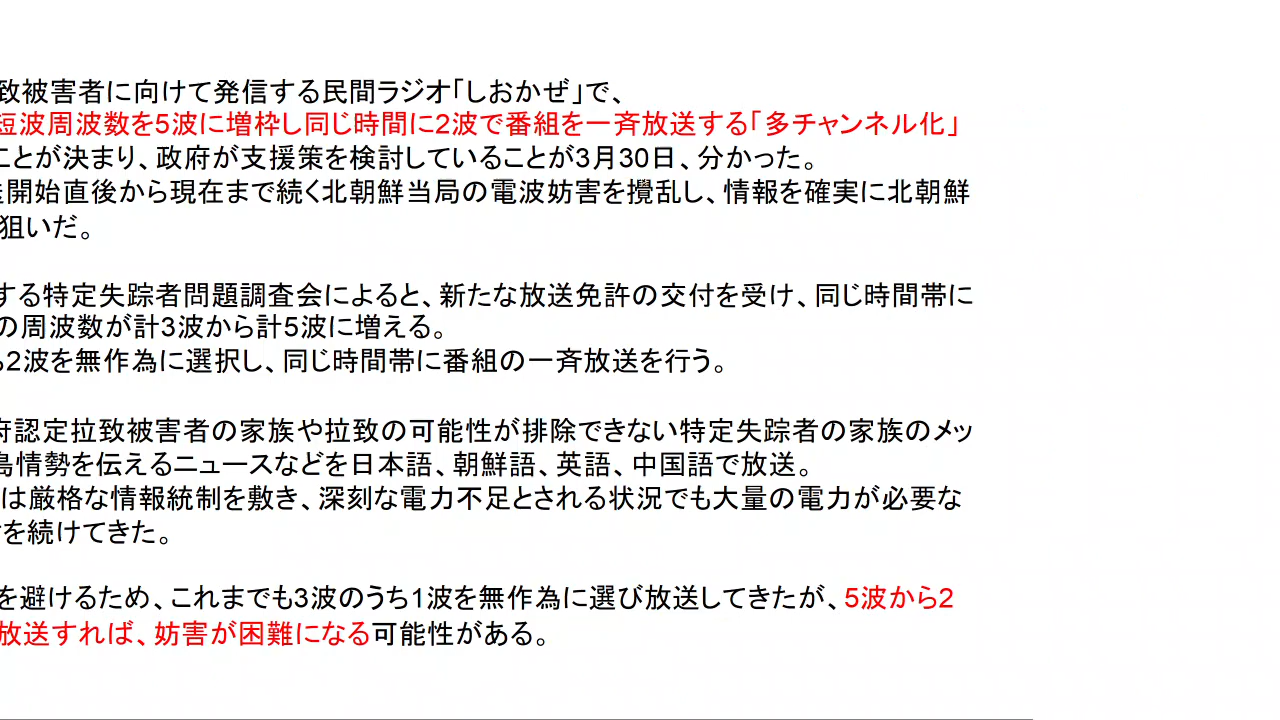 致被害者に向けて発信する民間ラジオ「しおかぜ」で、
短波周波数を5波に増枠し同じ時間に2波で番組を一斉放送する「多チャンネル化」
ことが決まり、政府が支援策を検討していることが3月30日、分かった。
開始直後から現在まで続く北朝鮮当局の電波妨害を攪乱し、情報を確実に北朝鮮
狙いだ。
する特定失踪者問題調査会によると、新たな放送免許の交付を受け、同じ時間帯に
の周波数が計3波から計5波に増える。
2波を無作為に選択し、同じ時間帯に番組の一斉放送を行う。
府認定拉致被害者の家族や拉致の可能性が排除できない特定失踪者の家族のメッ
島情勢を伝えるニュースなどを日本語、朝鮮語、英語、中国語で放送。
は厳格な情報統制を敷き、深刻な電力不足とされる状況でも大量の電力が必要な
を続けてきた。
を避けるため、これまでも3波のうち1波を無作為に選び放送してきたが、5波から2
放送すれば、妨害が困難になる可能性がある。